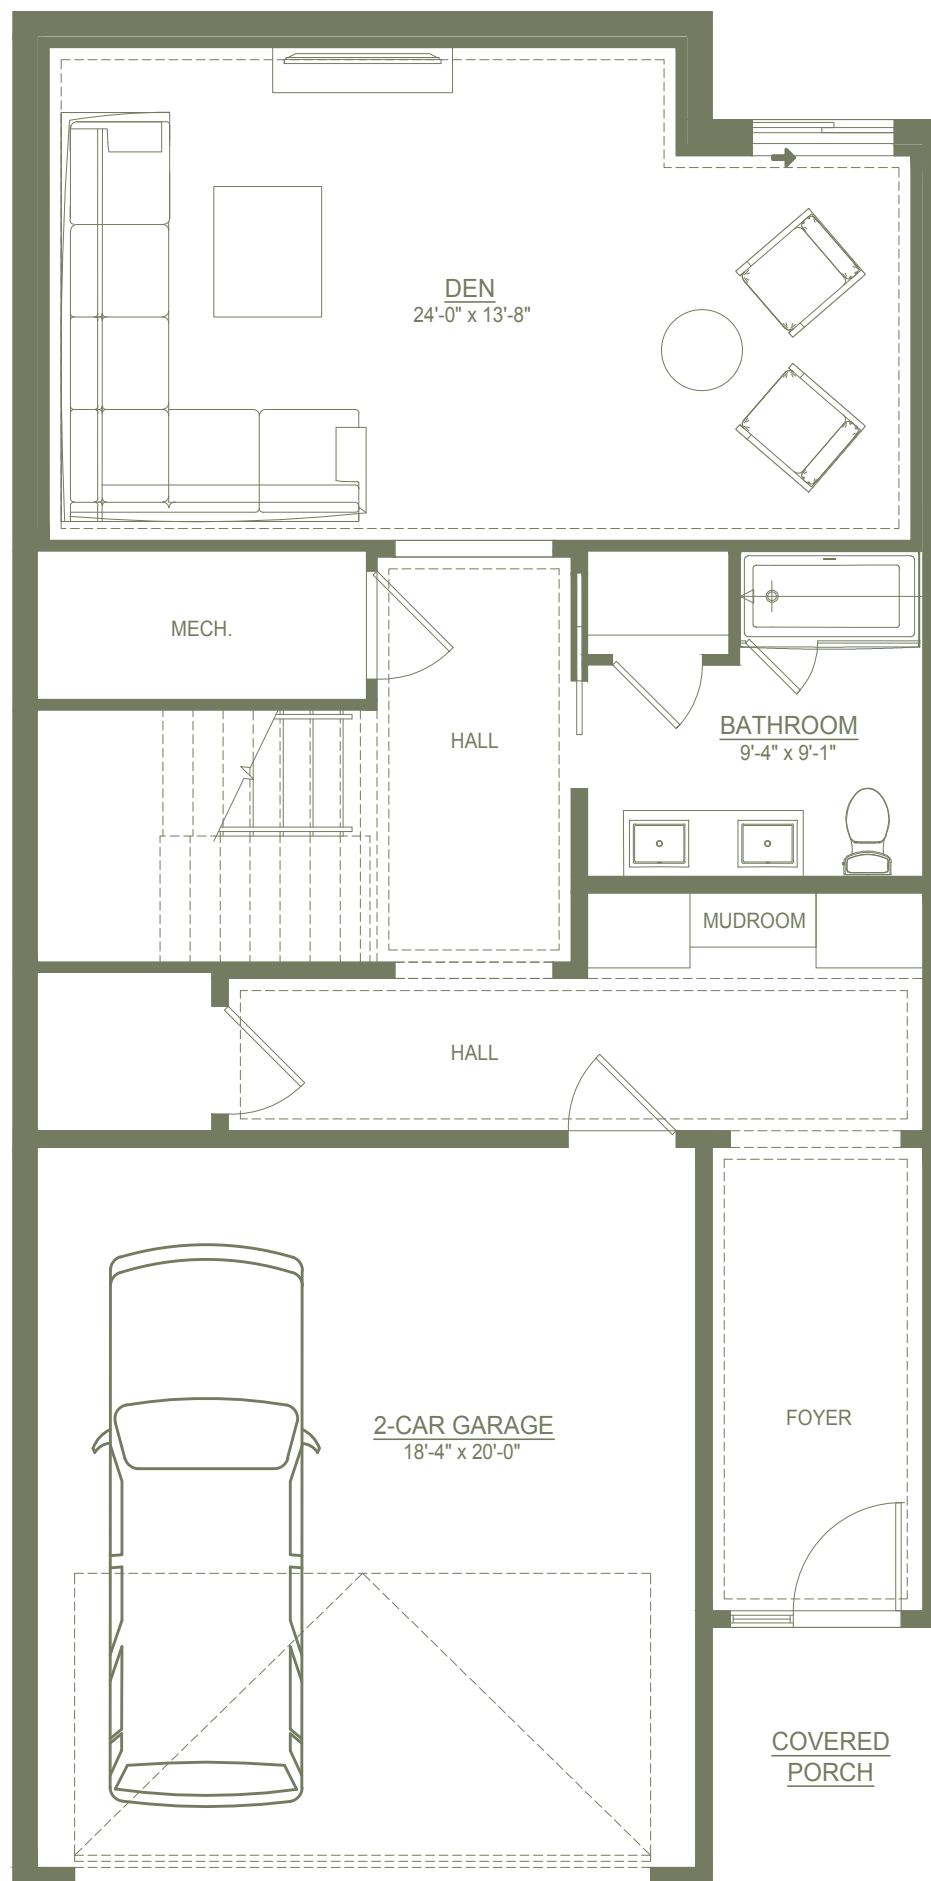 DEN
24'-0" x 13'-8"
MECH.
HALL
BATHROOM
9'-4" x 9'-1"
MUDROOM
HALL
2-CAR GARAGE
18'-4" x 20'-0"
FOYER
COVERED
PORCH